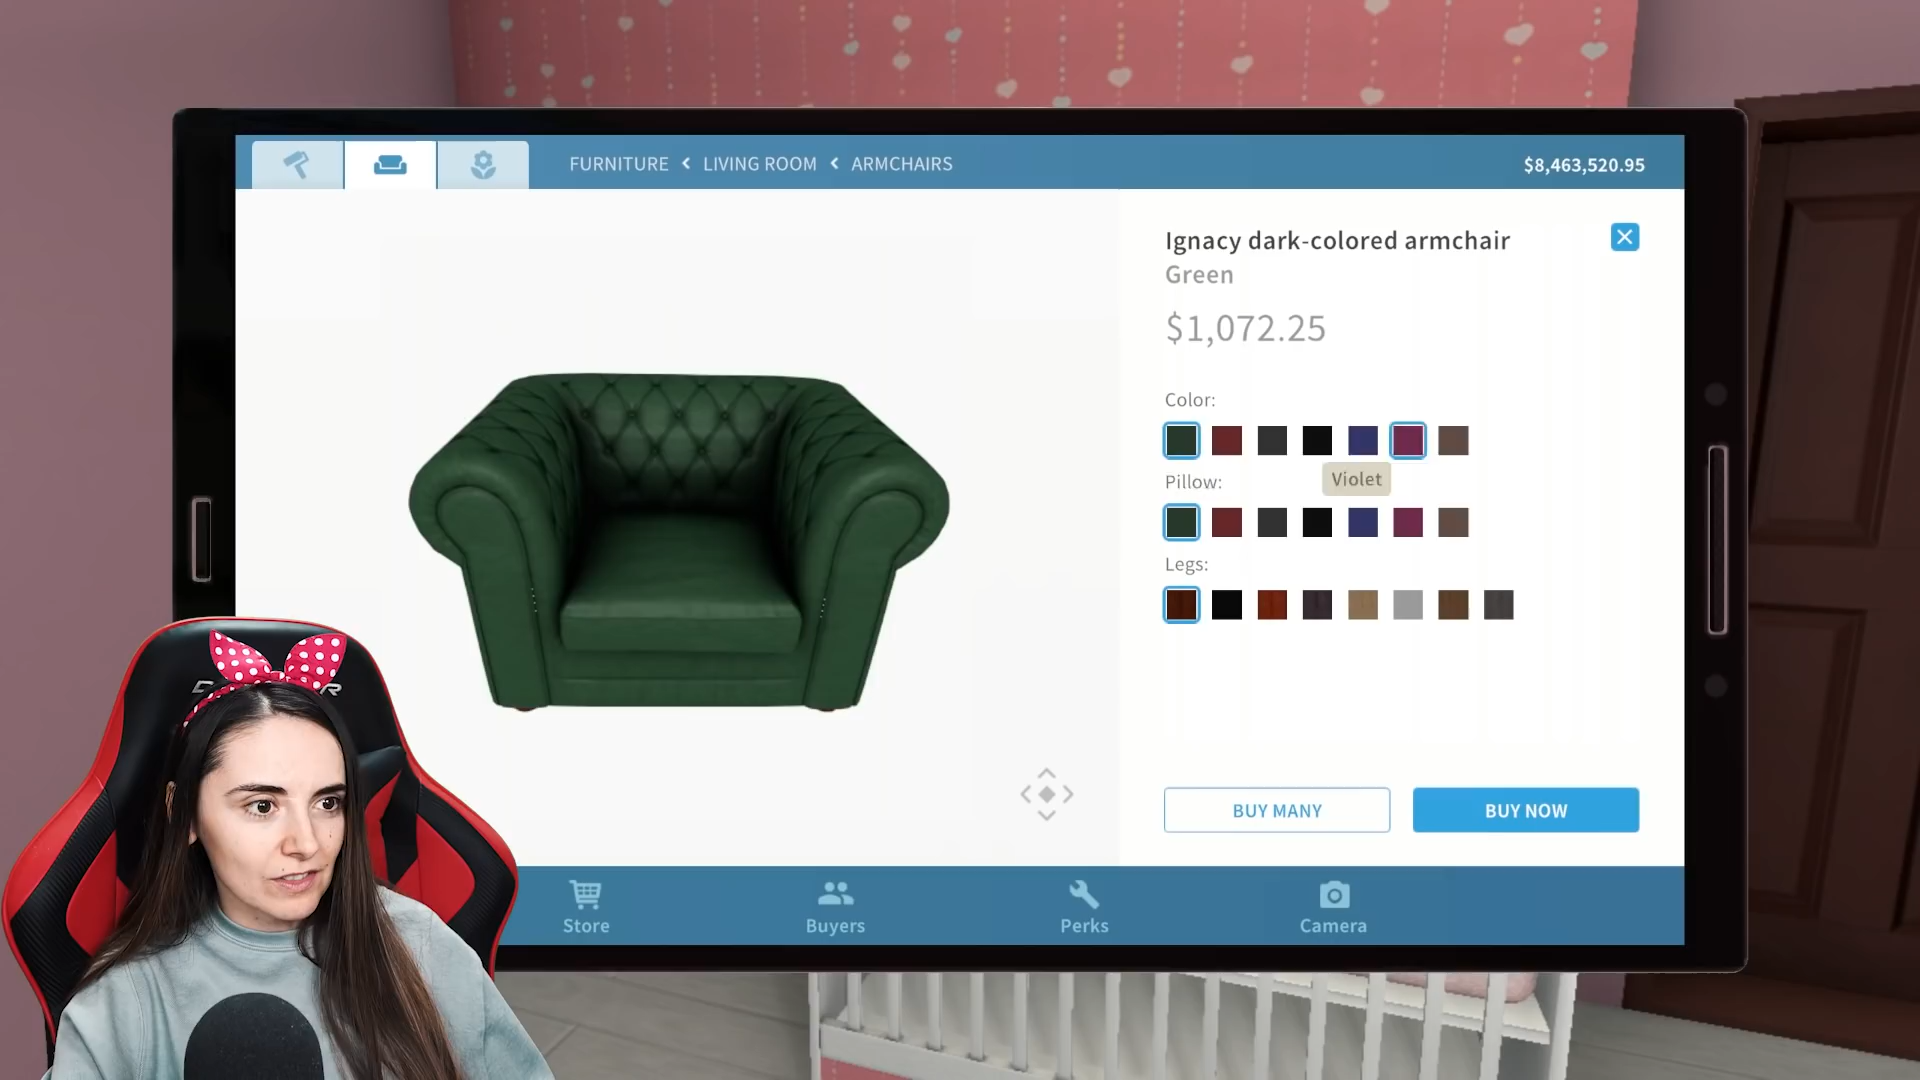 FURNITURE < LIVING ROOM < ARMCHAIRS
$8,463,520.95
Ignacy dark-colored armchair
Green
$1,072.25
Color:
Violet
Pillow:
Legs:
BUY MANY
BUY NOW
Store
Buyers
Perks
Camera